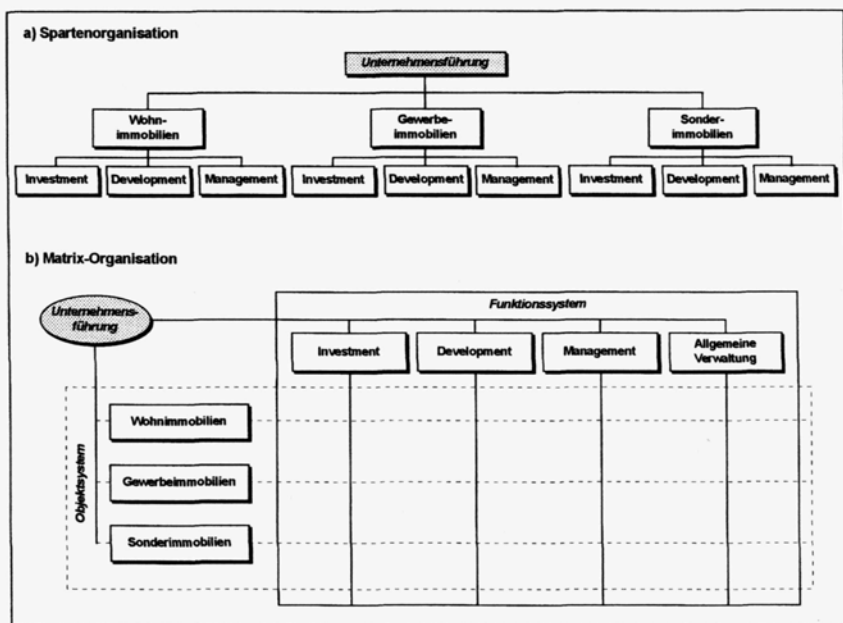 a) Spartenorganisation
Unternehmensführung
Wohn-
immobilien
Gewerbe-
immobilien
Sonder-
immobilien
Investment
Development
Management
Investment
Development
Management
Investment
Development
Management
b) Matrix-Organisation
Unternehmens-
führung
Funktionssystem
Investment
Development
Management
Allgemeine
Verwaltung
Objektsystem
Wohnimmobilien
Gewerbeimmobilien
Sonderimmobilien